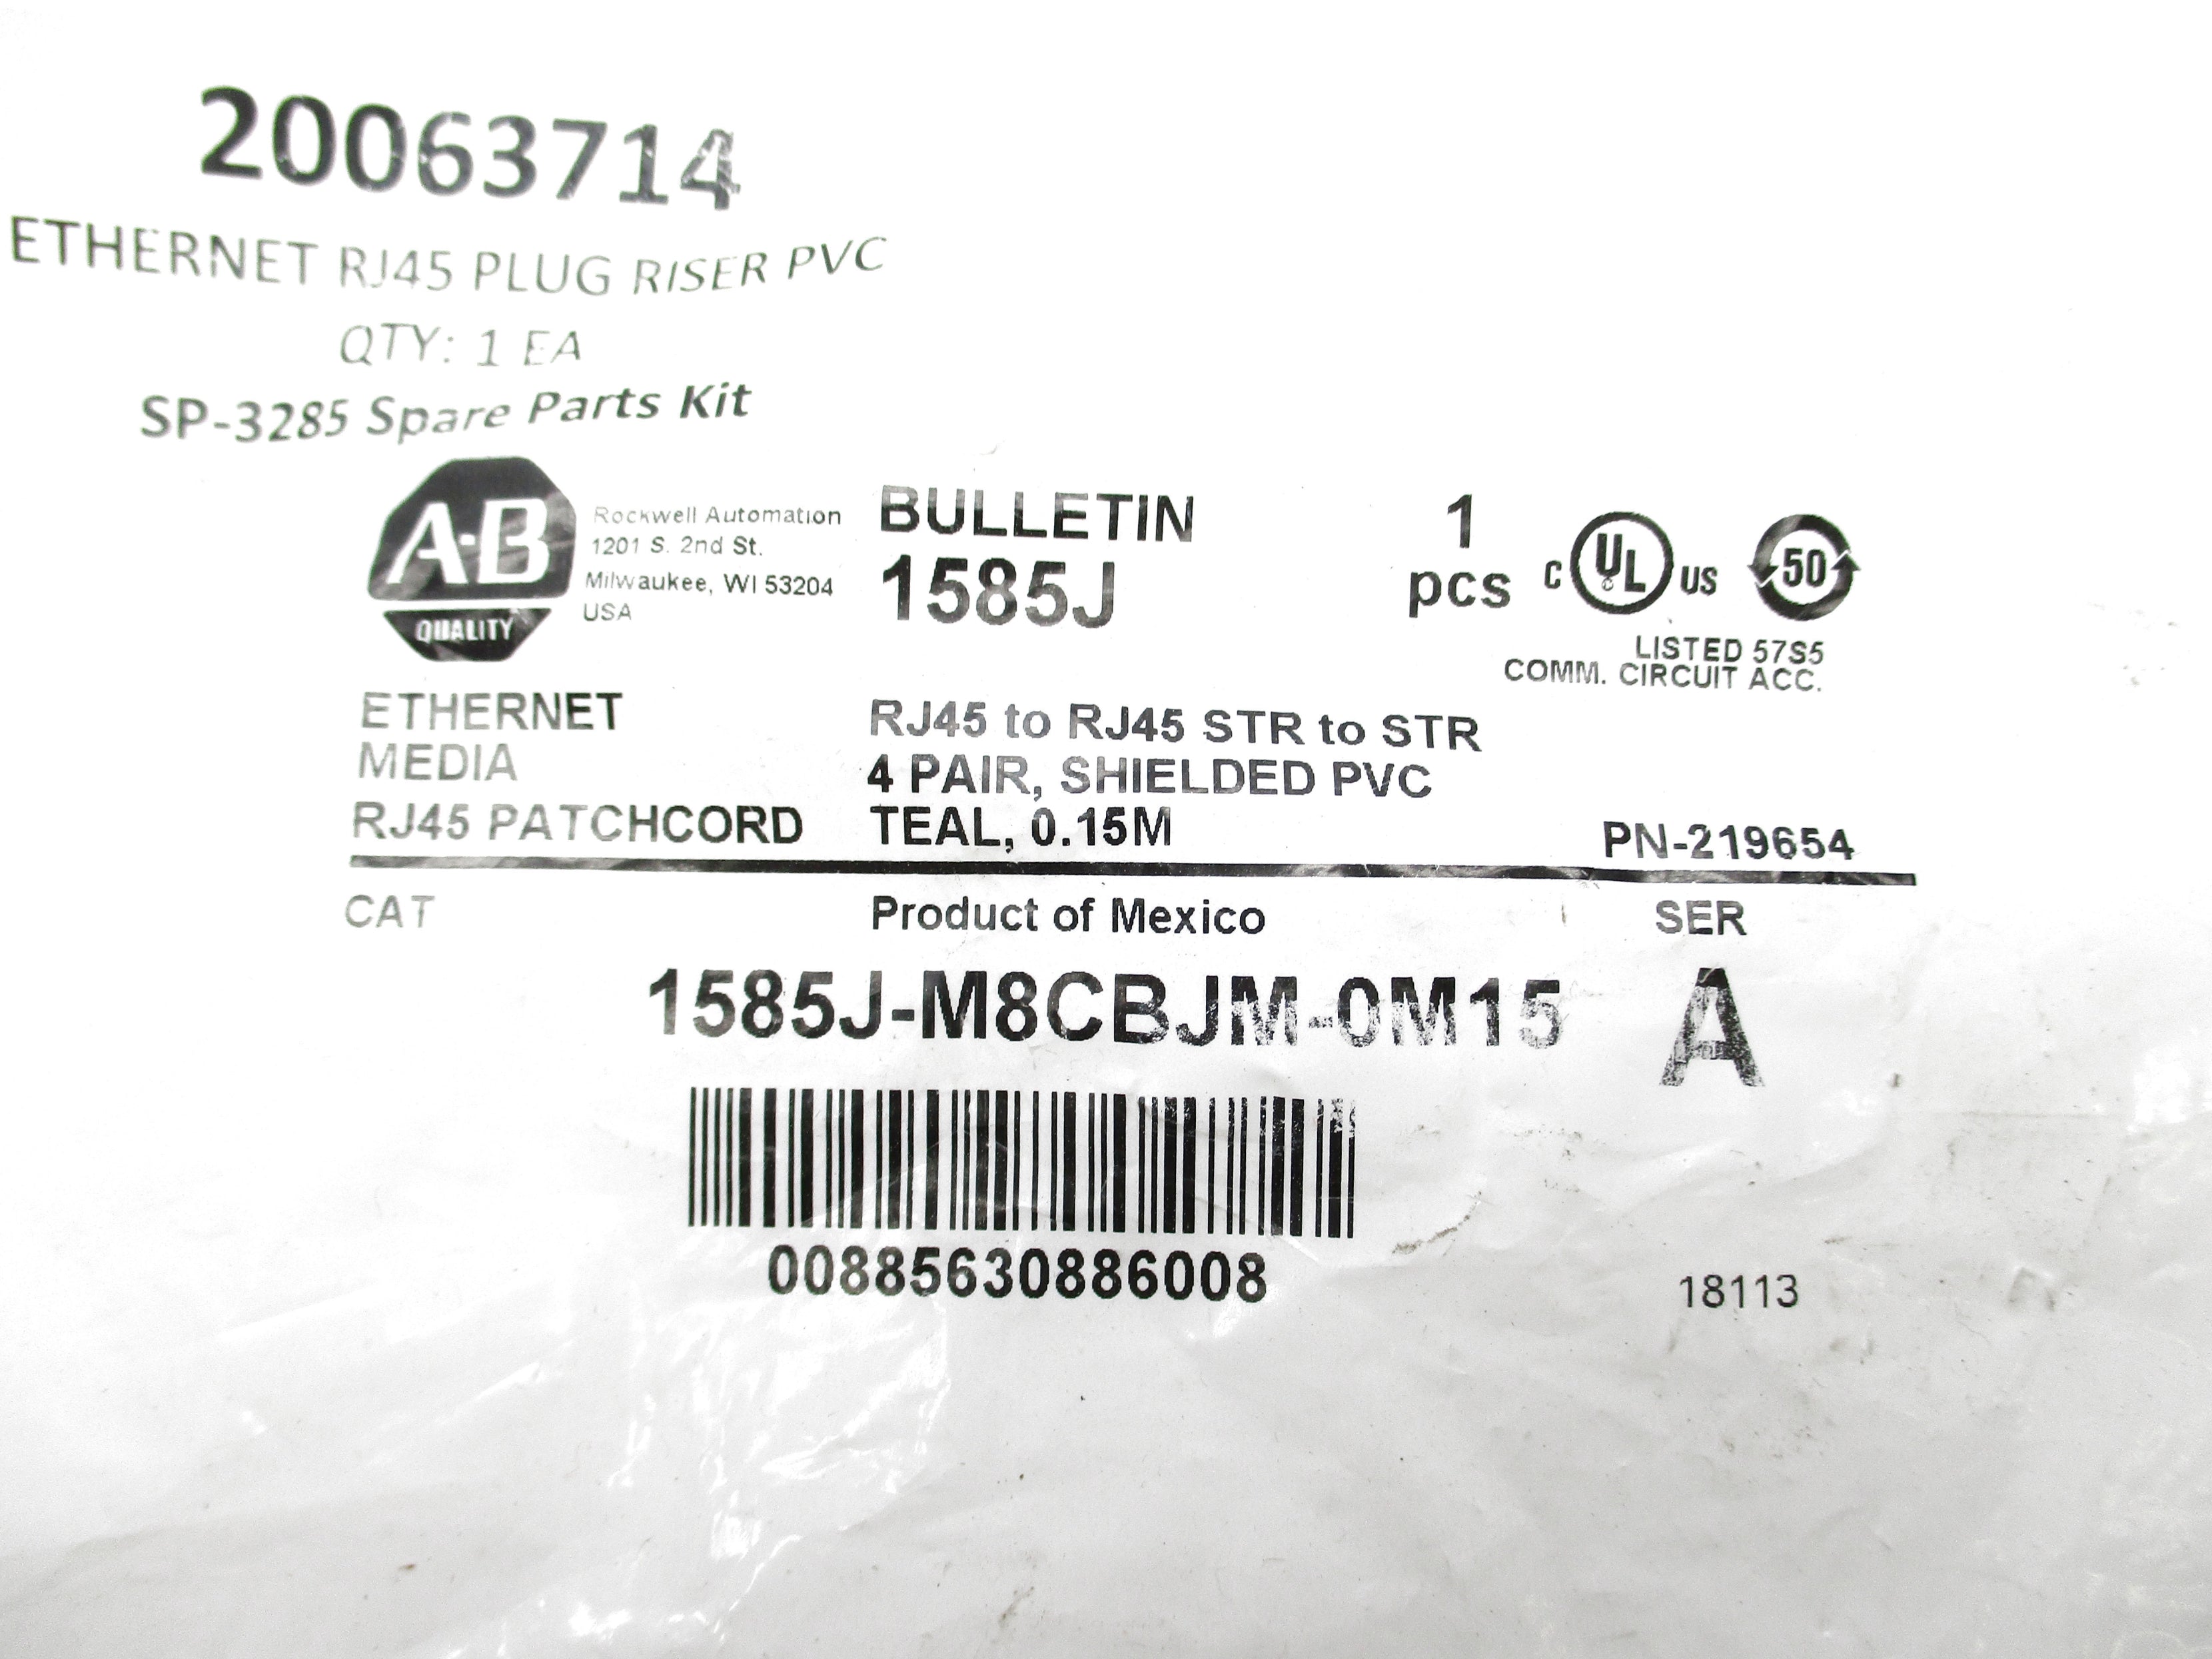 20063714
ETHERNET RJ45 PLUG RISER PVC
QTY: 1 EA
SP-3285 Spare Parts Kit
A-B
QUALITY
Rockwell Automation
1201 S. 2nd St.
Milwaukee, WI 53204
USA
BULLETIN
1585J
1
pcs
C UL US
50
LISTED 57S5
COMM. CIRCUIT ACC.
ETHERNET
MEDIA
RJ45 PATCHCORD
RJ45 to RJ45 STR to STR
4 PAIR, SHIELDED PVC
TEAL, 0.15M
PN-219654
CAT
Product of Mexico
SER
1585J-M8CBJM-0M15
A
00885630886008
18113